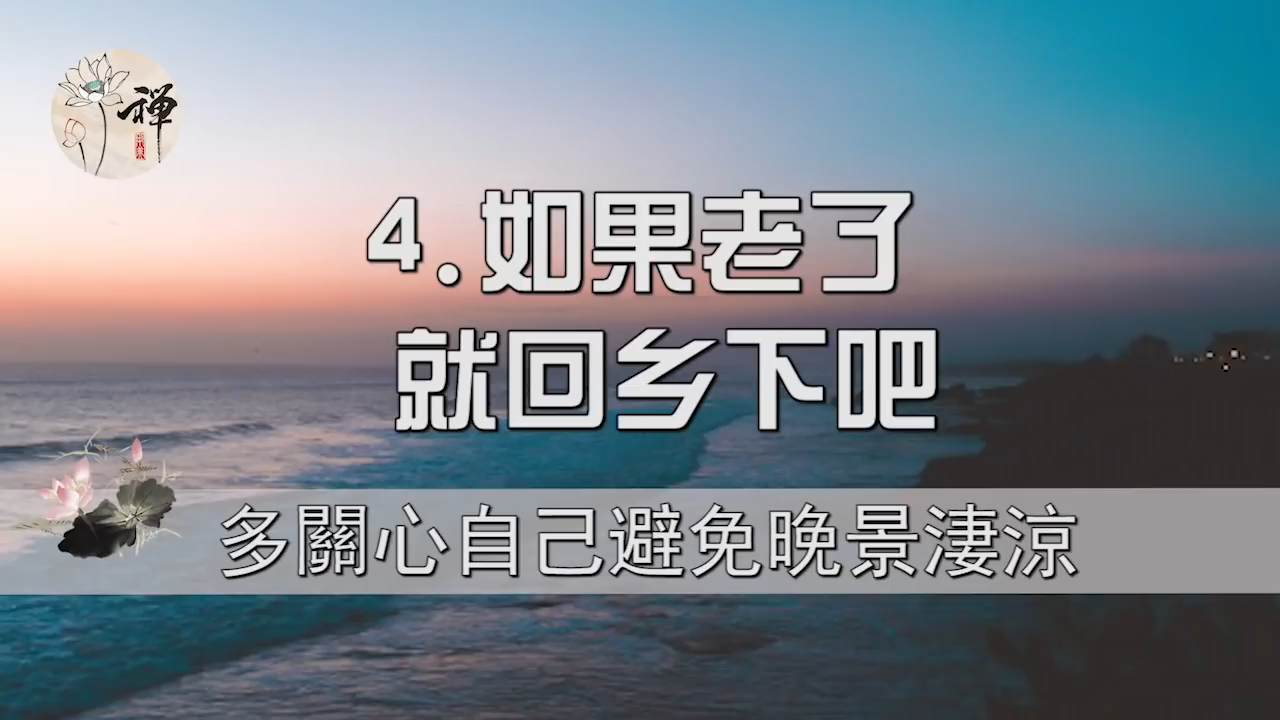 禅
4.如果老了
就回乡下吧
多關心自己避免晚景淒涼